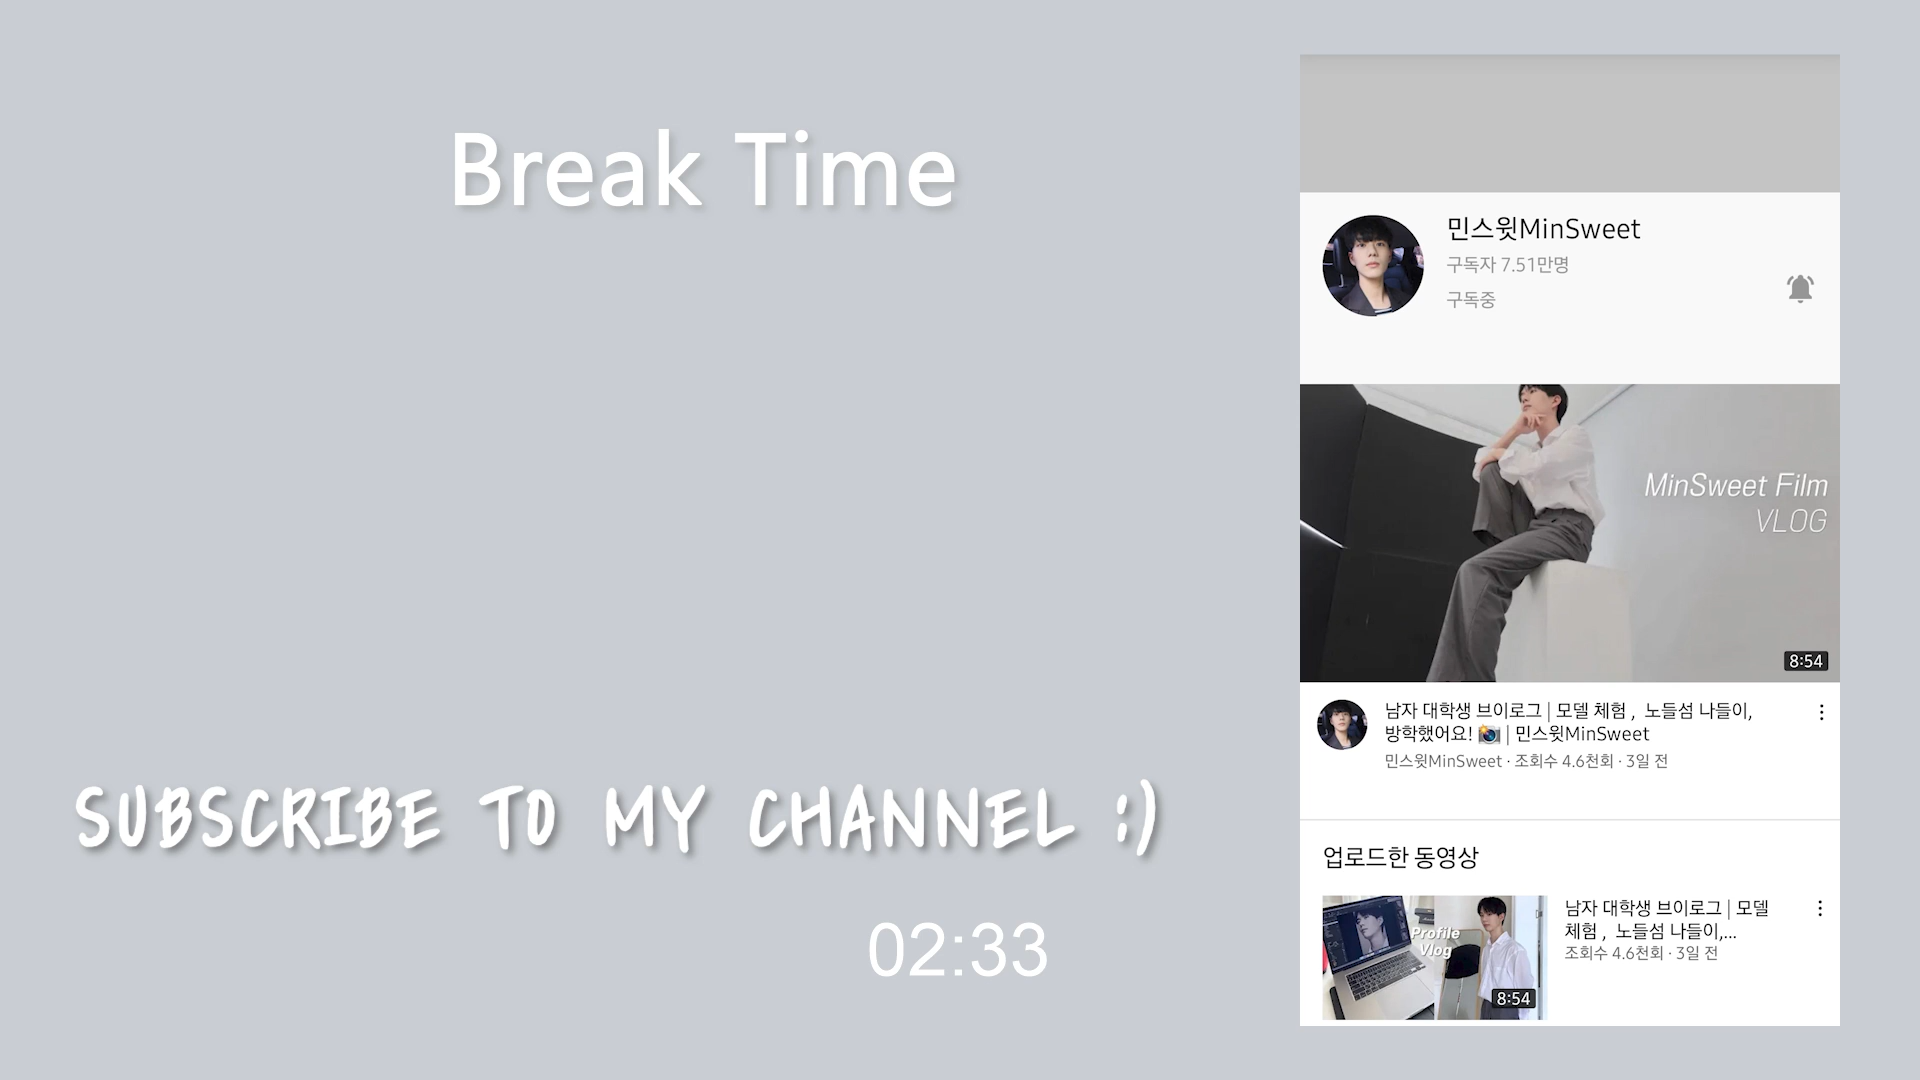 Break Time
민스윗MinSweet
구독자 7.51만명
구독중
MinSweet Film
VLOG
8:54
남자 대학생 브이로그 | 모델 체험 , 노들섬 나들이,
방학했어요! 📸 | 민스윗MinSweet
민스윗MinSweet · 조회수 4.6천회 · 3일 전
SUBSCRIBE TO MY CHANNEL :)
02:33
업로드한 동영상
Profile
Vlog
8:54
남자 대학생 브이로그 | 모델
체험 , 노들섬 나들이,...
조회수 4.6천회 · 3일 전